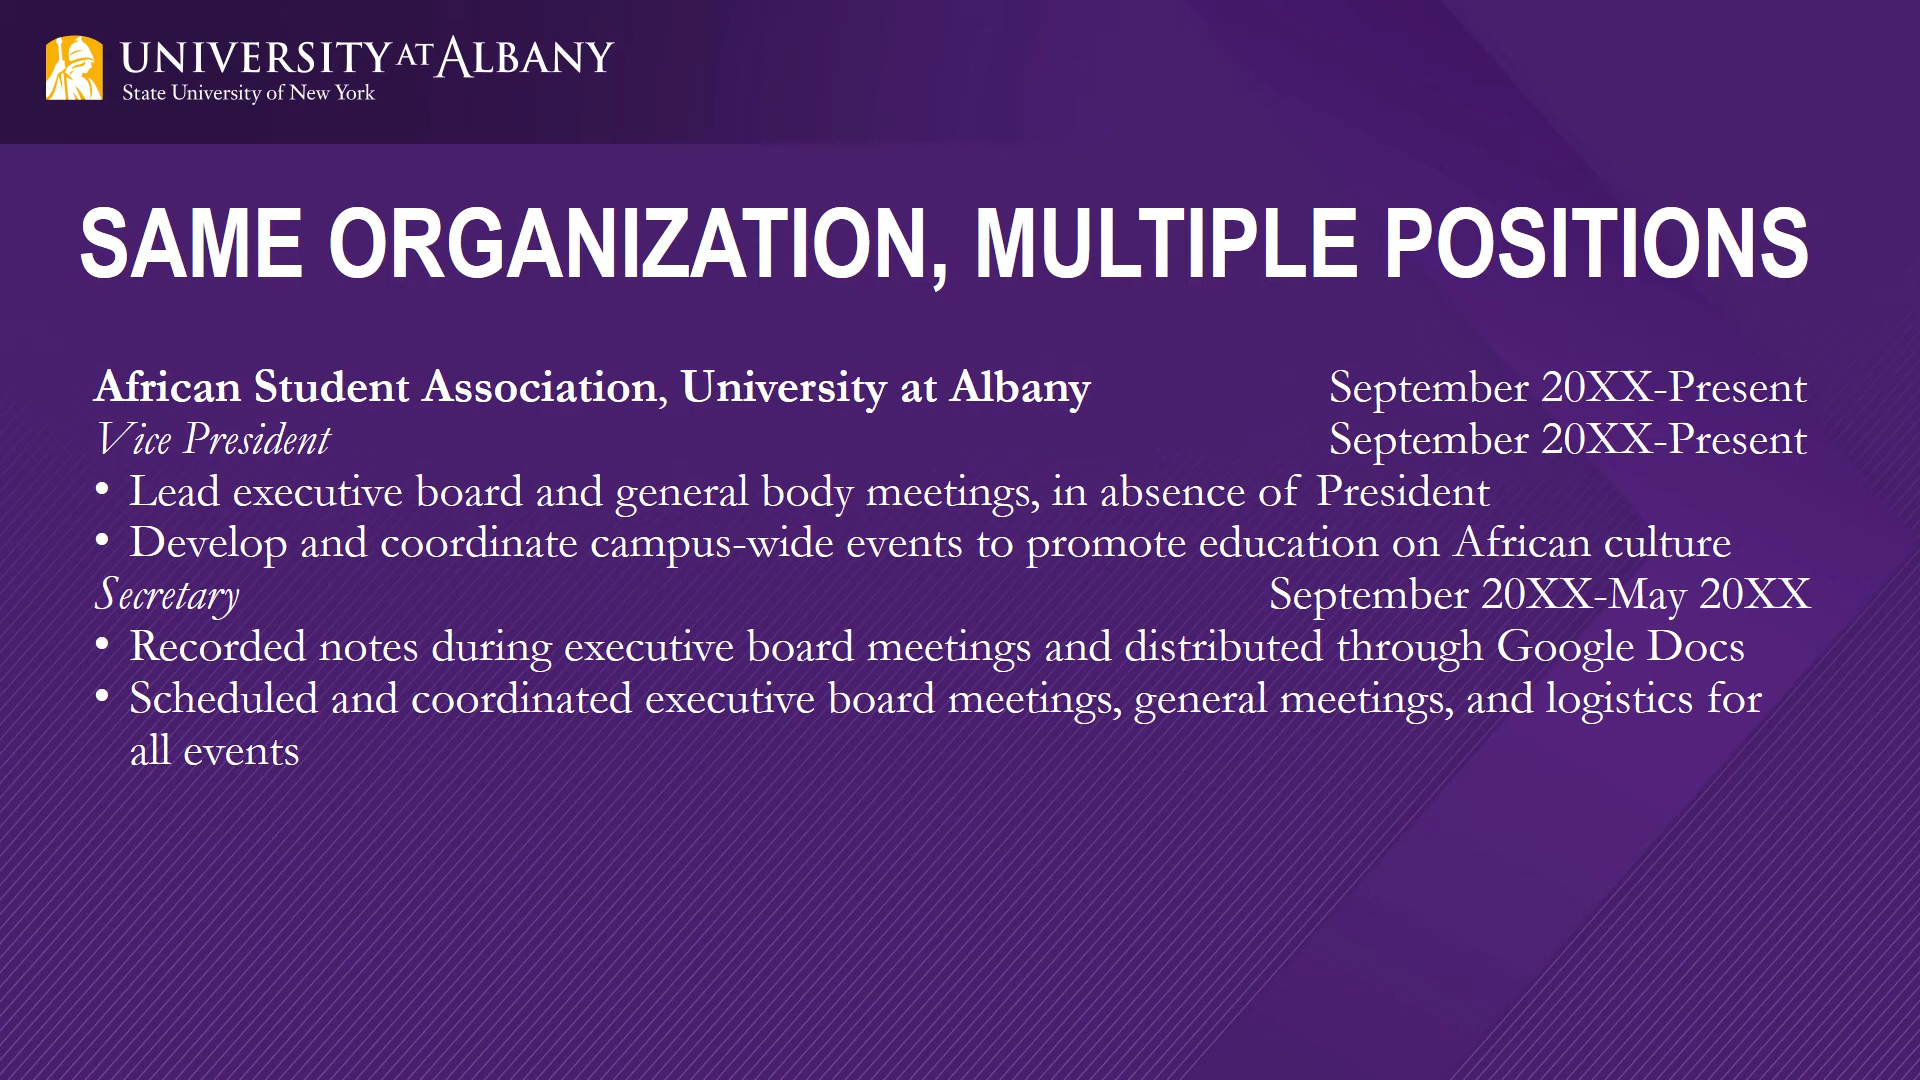 UNIVERSITY AT ALBANY
State University of New York
SAME ORGANIZATION, MULTIPLE POSITIONS
African Student Association, University at Albany September 20XX-Present
Vice President September 20XX-Present
• Lead executive board and general body meetings, in absence of President
• Develop and coordinate campus-wide events to promote education on African culture
Secretary September 20XX-May 20XX
• Recorded notes during executive board meetings and distributed through Google Docs
• Scheduled and coordinated executive board meetings, general meetings, and logistics for
all events